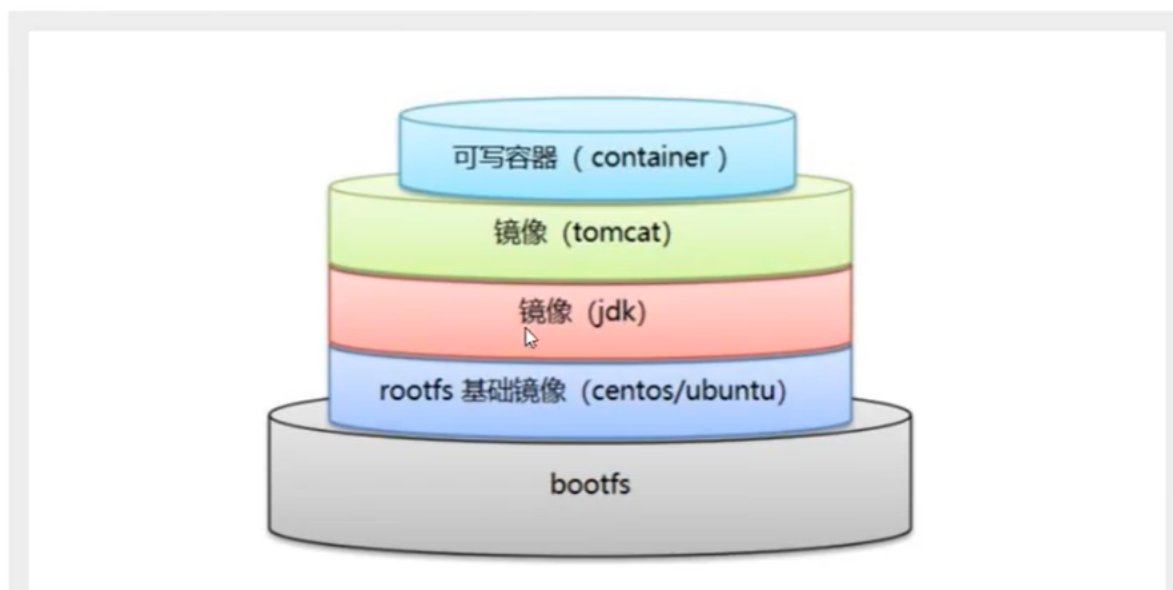 可写容器（ container ）
镜像（tomcat）
镜像（jdk）
rootfs 基础镜像（centos/ubuntu）
bootfs